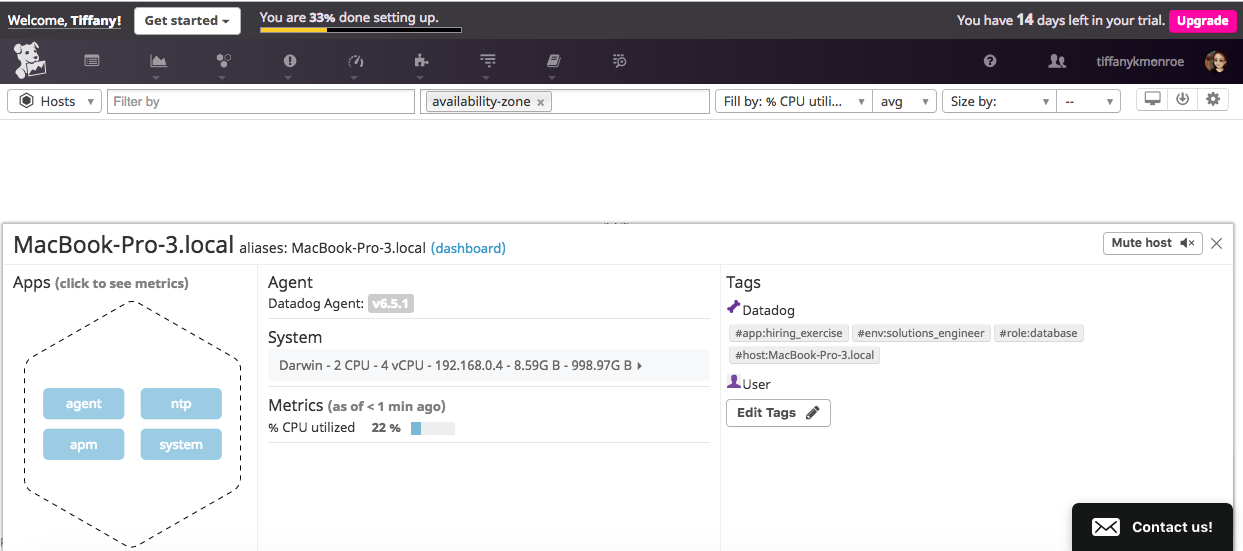 Welcome, Tiffany! Get started You are 33% done setting up. You have 14 days left in your trial. Upgrade
tiffanykmonroe
Hosts Filter by availability-zone × Fill by: % CPU utili... avg Size by: --
MacBook-Pro-3.local aliases: MacBook-Pro-3.local (dashboard) Mute host
Apps (click to see metrics)
agent ntp
apm system
Agent
Datadog Agent: v6.5.1
System
Darwin - 2 CPU - 4 vCPU - 192.168.0.4 - 8.59G B - 998.97G B
Metrics (as of < 1 min ago)
% CPU utilized 22 %
Tags
Datadog
#app:hiring_exercise #env:solutions_engineer #role:database
#host:MacBook-Pro-3.local
User
Edit Tags
Contact us!